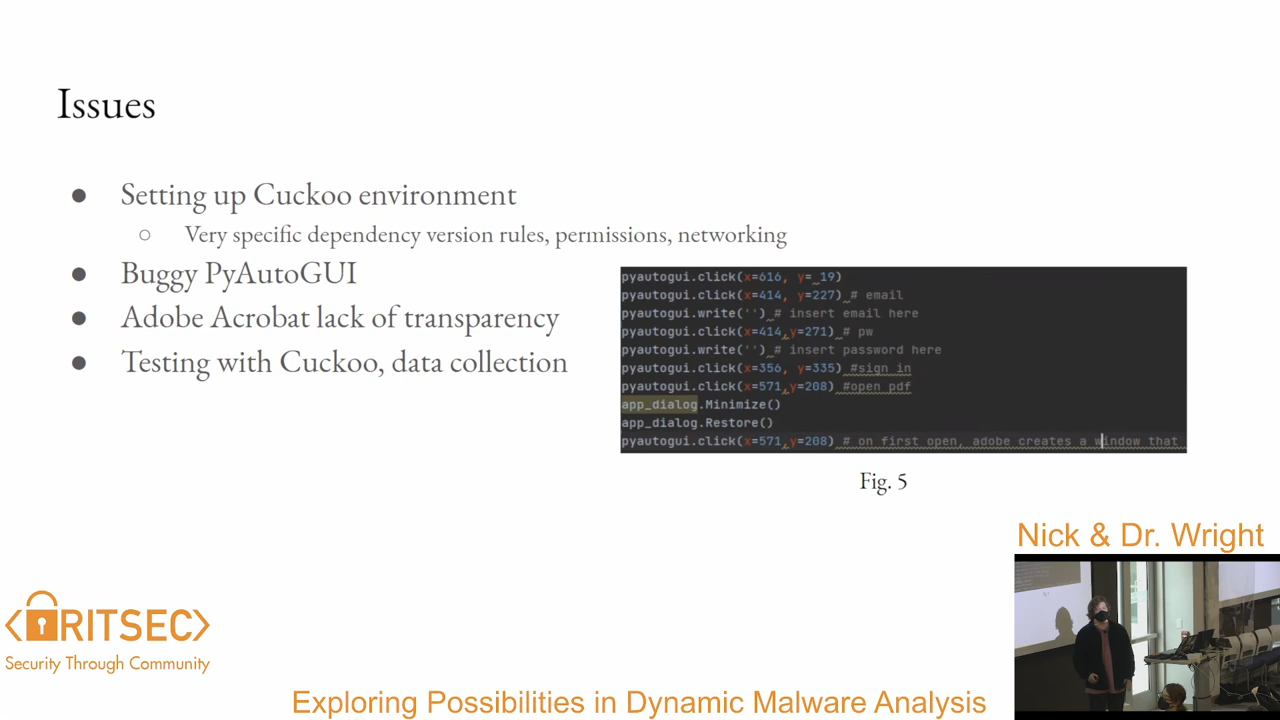 Issues
● Setting up Cuckoo environment
○ Very specific dependency version rules, permissions, networking
● Buggy PyAutoGUI
● Adobe Acrobat lack of transparency
● Testing with Cuckoo, data collection
pyautogui.click(x=616, y= 19)
pyautogui.click(x=414, y=227) # email
pyautogui.write('') # insert email here
pyautogui.click(x=414,y=271) # pw
pyautogui.write('') # insert password here
pyautogui.click(x=356, y=335) #sign in
pyautogui.click(x=571,y=208) #open pdf
app_dialog.Minimize()
app_dialog.Restore()
pyautogui.click(x=571,y=208) # on first open, adobe creates a window that
Fig. 5
Nick & Dr. Wright
<RITSEC>
Security Through Community
Exploring Possibilities in Dynamic Malware Analysis